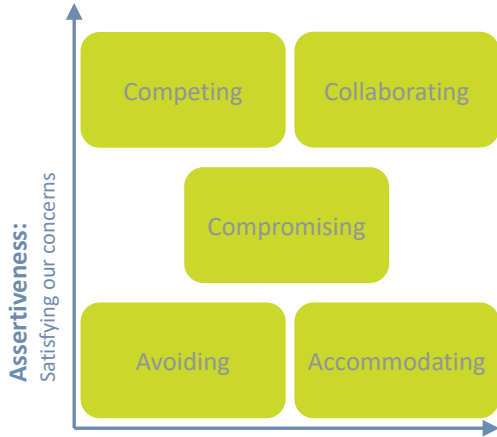 Competing
Collaborating
Compromising
Assertiveness:
Satisfying our concerns
Avoiding
Accommodating